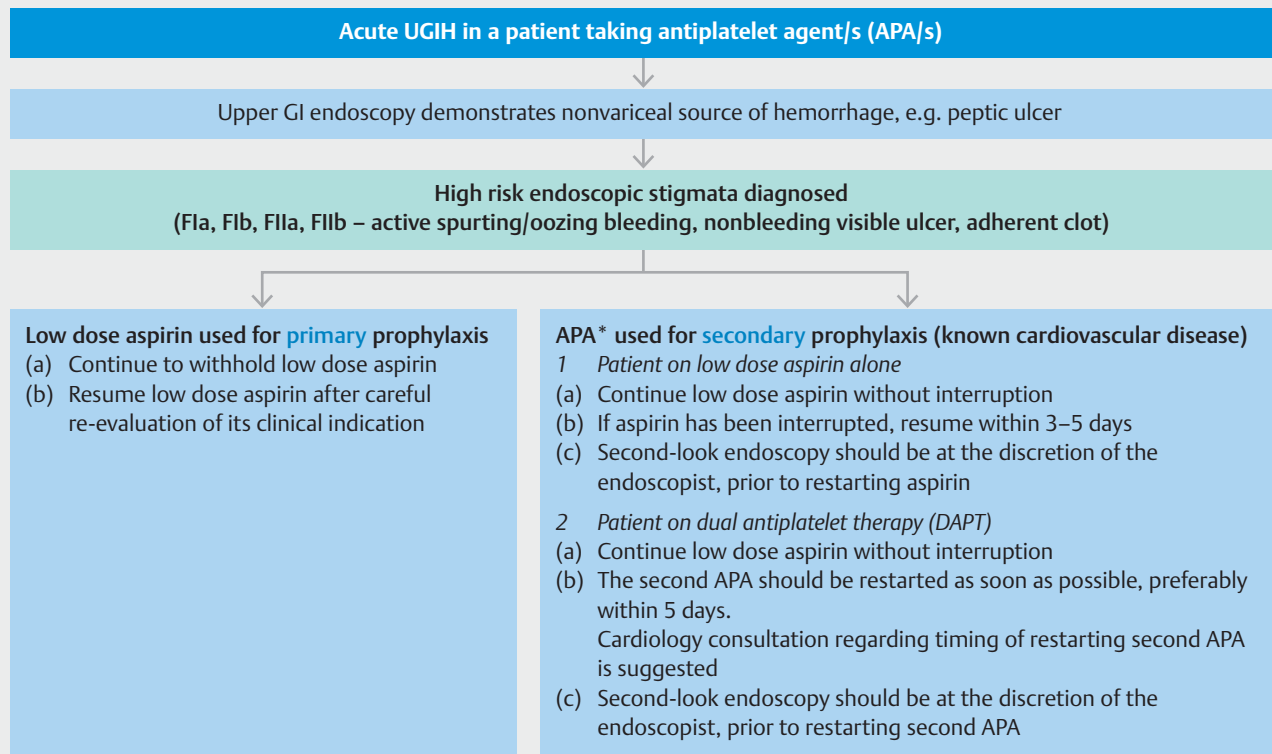 Acute UGIH in a patient taking antiplatelet agent/s (APA/s)
Upper GI endoscopy demonstrates nonvariceal source of hemorrhage, e.g. peptic ulcer
High risk endoscopic stigmata diagnosed
(FIa, FIb, FIIa, FIIb – active spurting/oozing bleeding, nonbleeding visible ulcer, adherent clot)
Low dose aspirin used for primary prophylaxis
(a) Continue to withhold low dose aspirin
(b) Resume low dose aspirin after careful
re-evaluation of its clinical indication
APA* used for secondary prophylaxis (known cardiovascular disease)
1 Patient on low dose aspirin alone
(a) Continue low dose aspirin without interruption
(b) If aspirin has been interrupted, resume within 3–5 days
(c) Second-look endoscopy should be at the discretion of the
endoscopist, prior to restarting aspirin
2 Patient on dual antiplatelet therapy (DAPT)
(a) Continue low dose aspirin without interruption
(b) The second APA should be restarted as soon as possible, preferably
within 5 days.
Cardiology consultation regarding timing of restarting second APA
is suggested
(c) Second-look endoscopy should be at the discretion of the
endoscopist, prior to restarting second APA